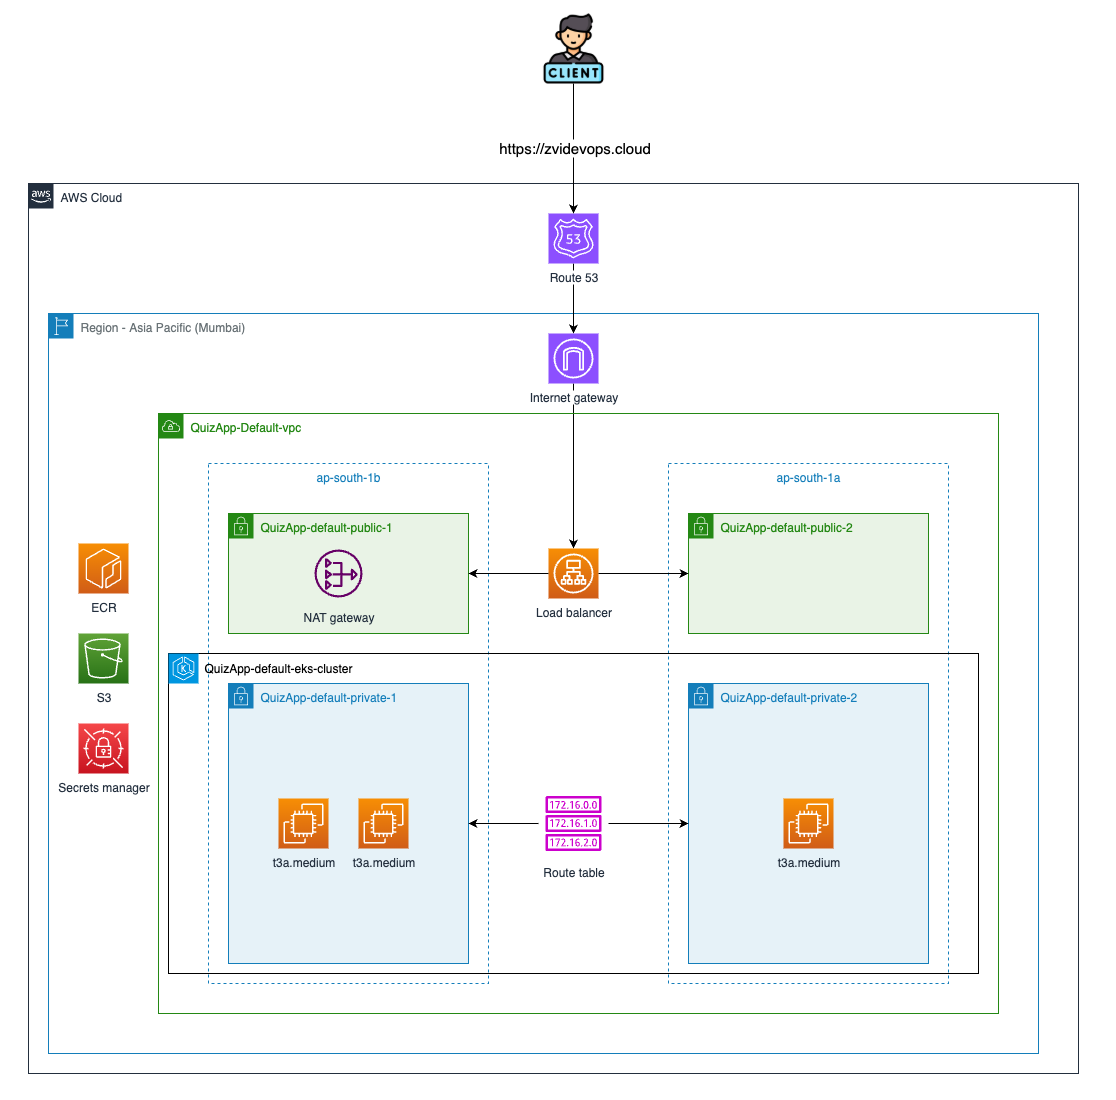 CLIENT
https://zvidevops.cloud
aws
AWS Cloud
53
Route 53
Region - Asia Pacific (Mumbai)
Internet gateway
QuizApp-Default-vpc
ap-south-1b
ap-south-1a
QuizApp-default-public-1
QuizApp-default-public-2
NAT gateway
Load balancer
ECR
S3
Secrets manager
K
QuizApp-default-eks-cluster
QuizApp-default-private-1
QuizApp-default-private-2
172.16.0.0
172.16.1.0
172.16.2.0
t3a.medium
t3a.medium
Route table
t3a.medium